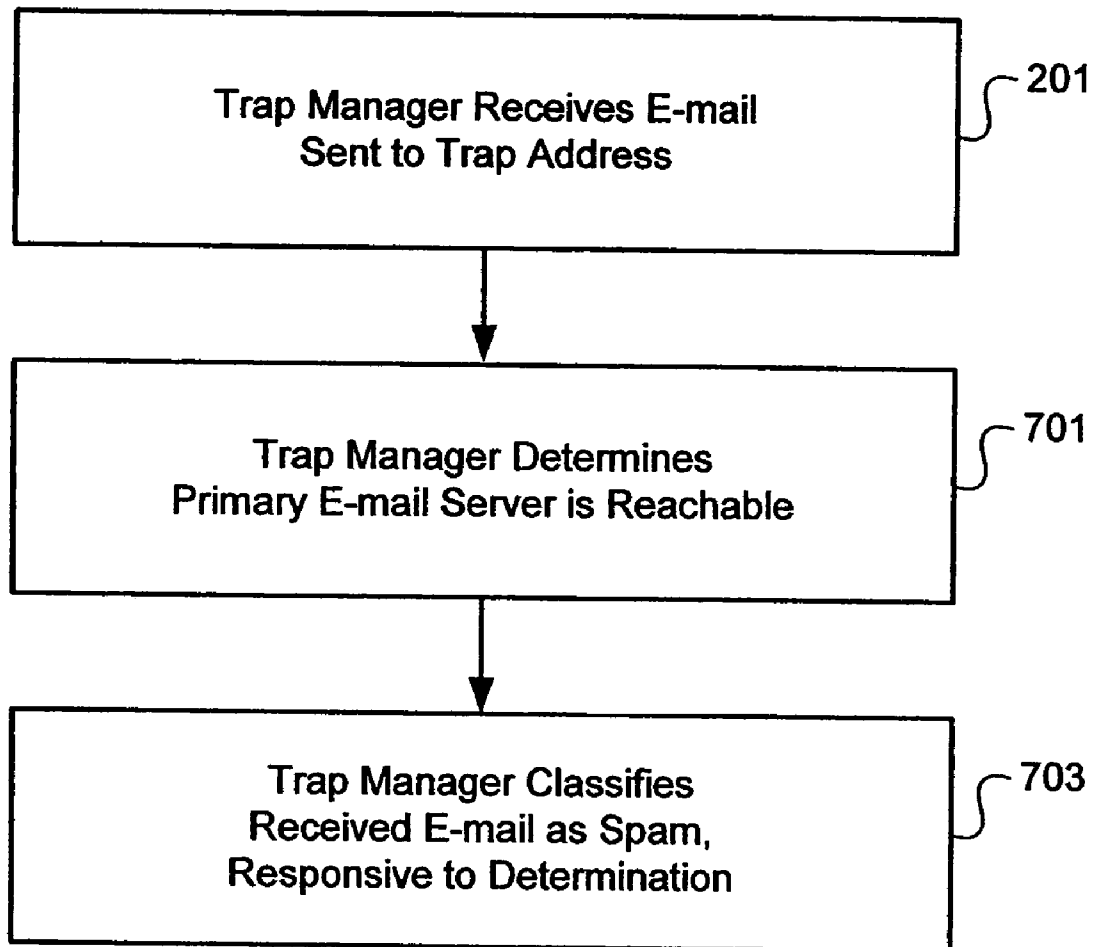 Trap Manager Receives E-mail
Sent to Trap Address
201
Trap Manager Determines
Primary E-mail Server is Reachable
701
Trap Manager Classifies
Received E-mail as Spam,
Responsive to Determination
703